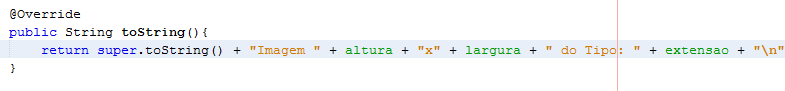 @Override
public String toString(){
return super.toString() + "Imagem " + altura + "x" + largura + " do Tipo: " + extensao + "\n"
}